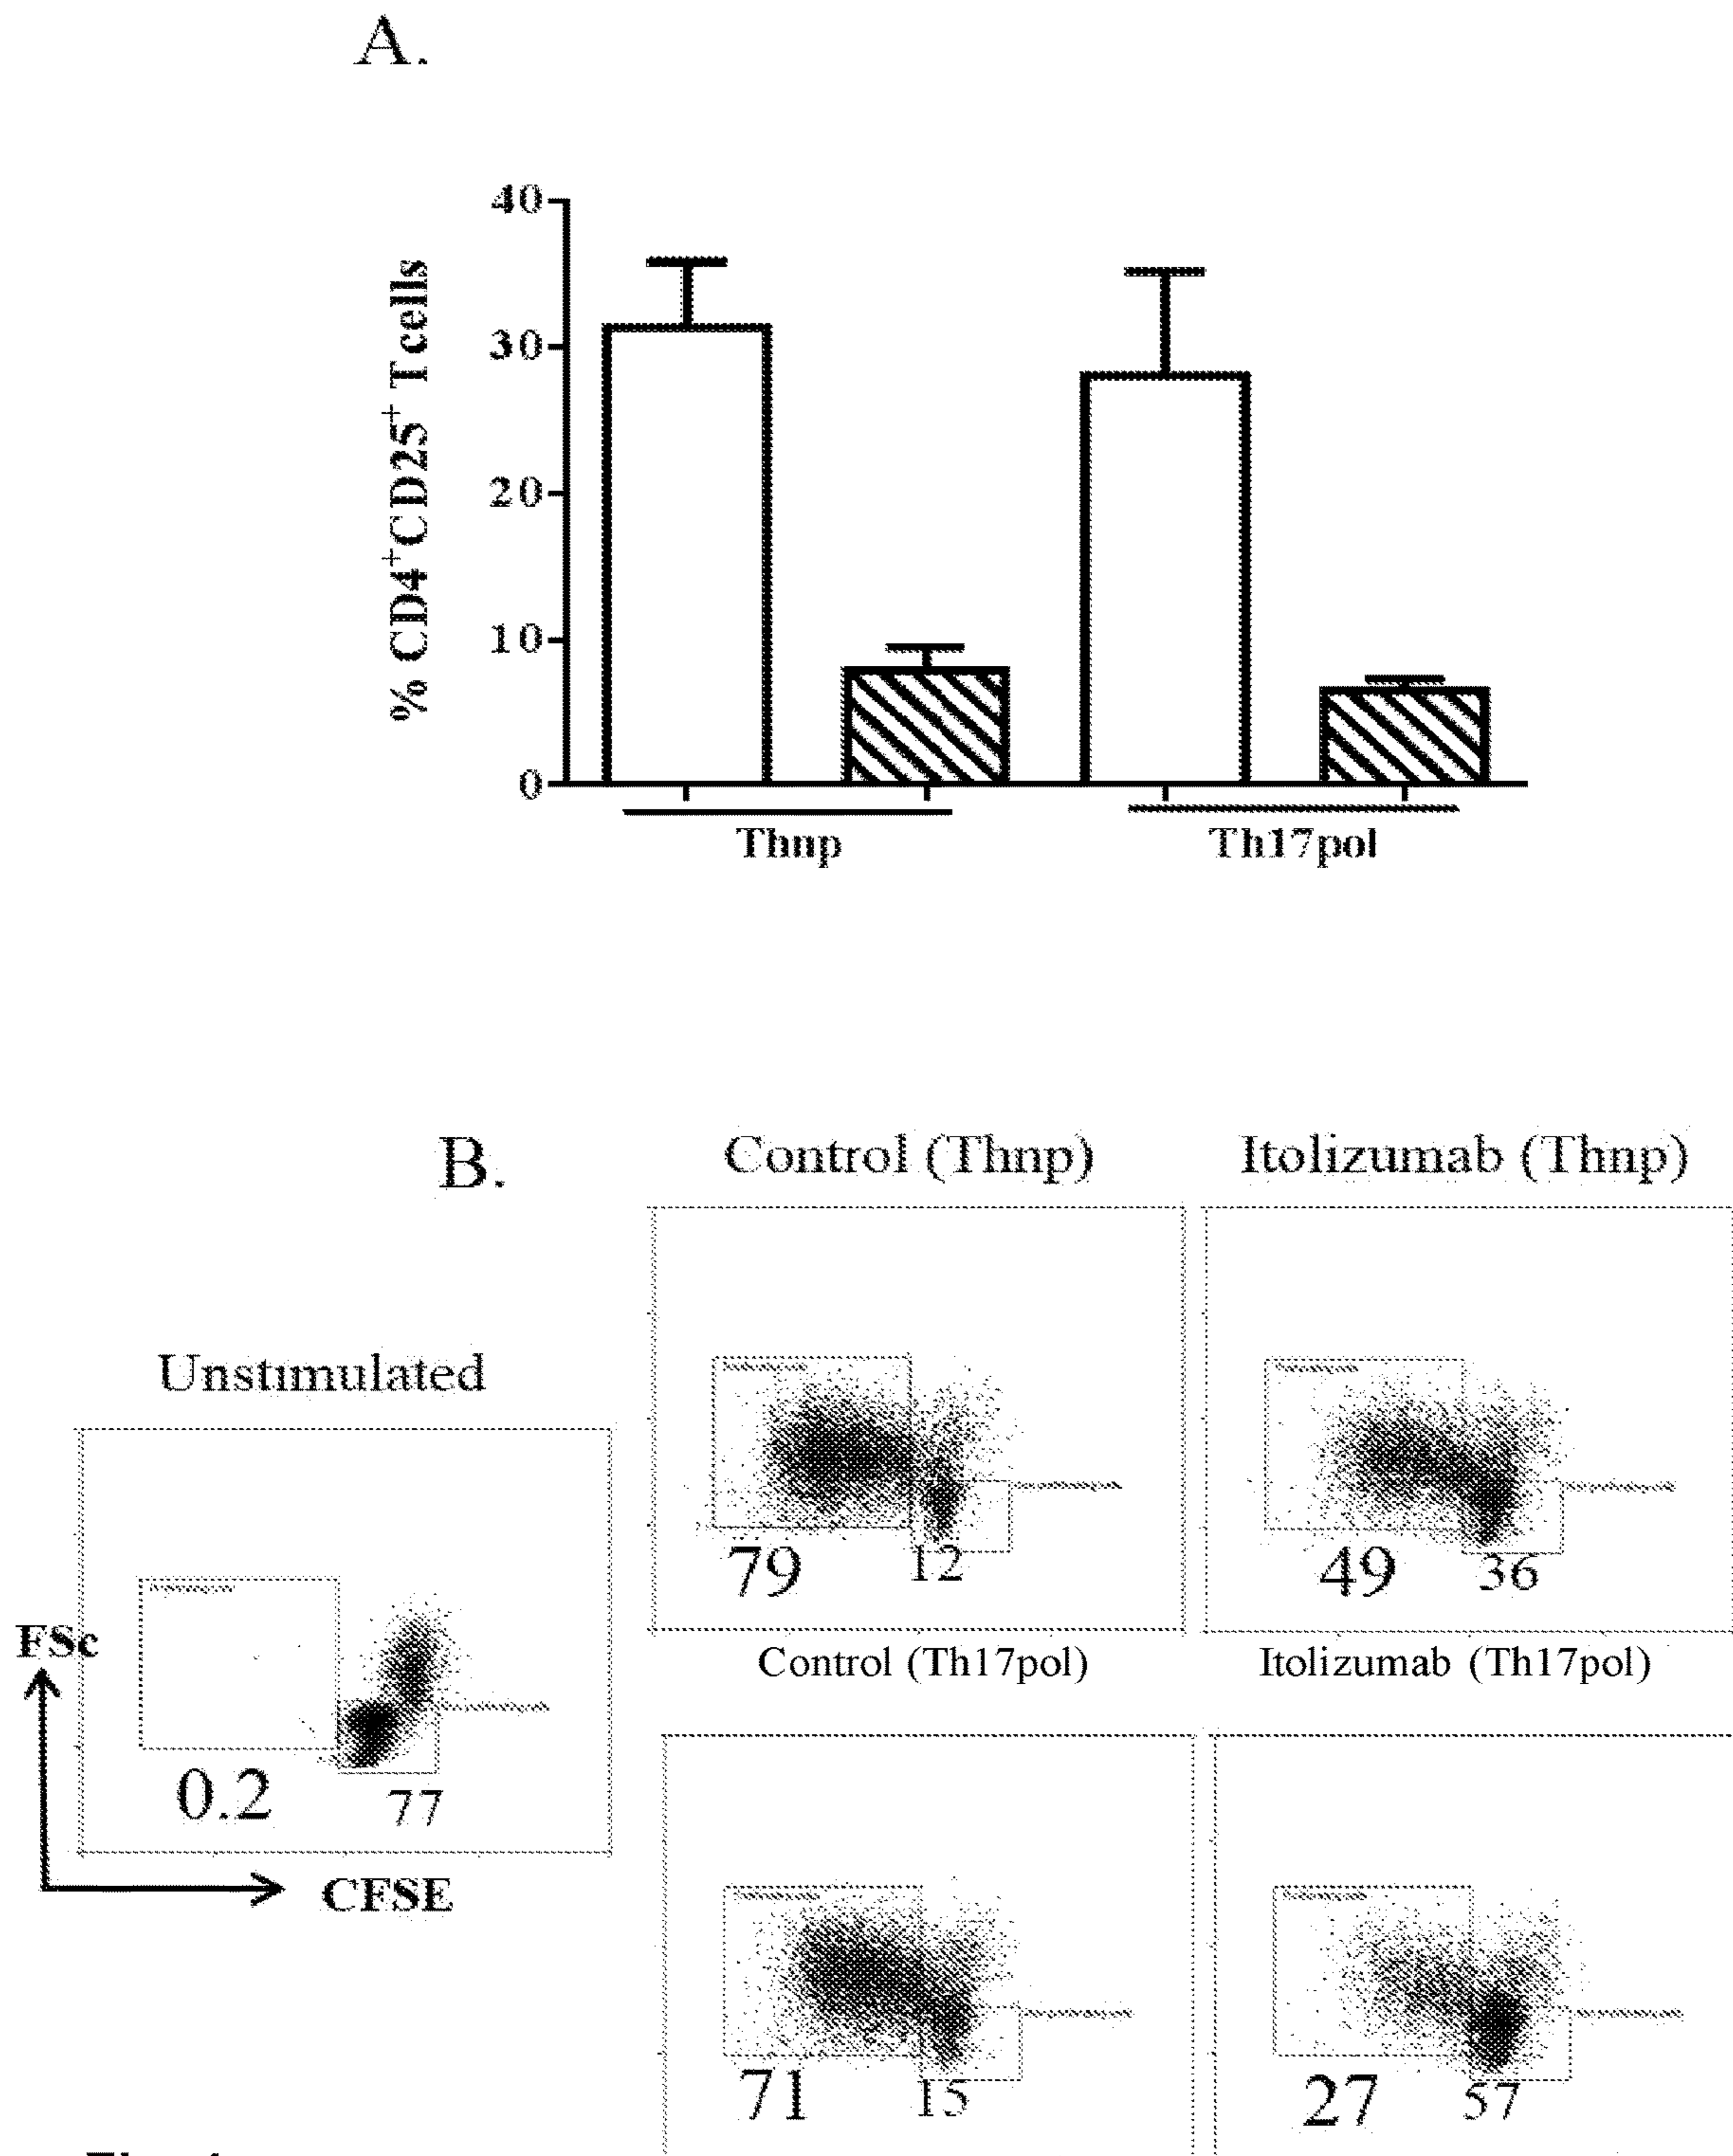 A.
40
30
20
10
0
% CD4+CD25+ T cells
Thnp Th17pol
B.
Control (Thnp) Itolizumab (Thnp)
Unstimulated
79 12
49 36
FSc
Control (Th17pol) Itolizumab (Th17pol)
0.2 77
CFSE
71 15
27 57